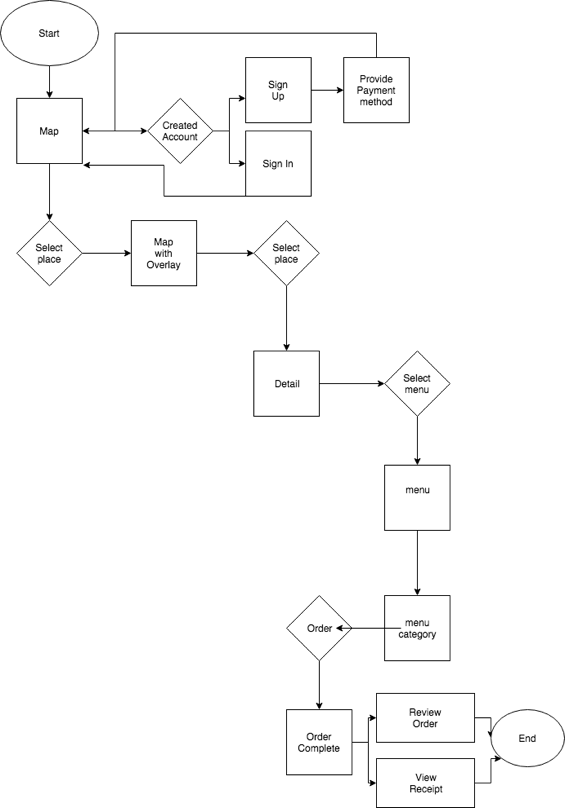 Start
Map
Created
Account
Sign
Up
Provide
Payment
method
Sign In
Select
place
Map
with
Overlay
Select
place
Detail
Select
menu
menu
menu
category
Order
Order
Complete
Review
Order
View
Receipt
End